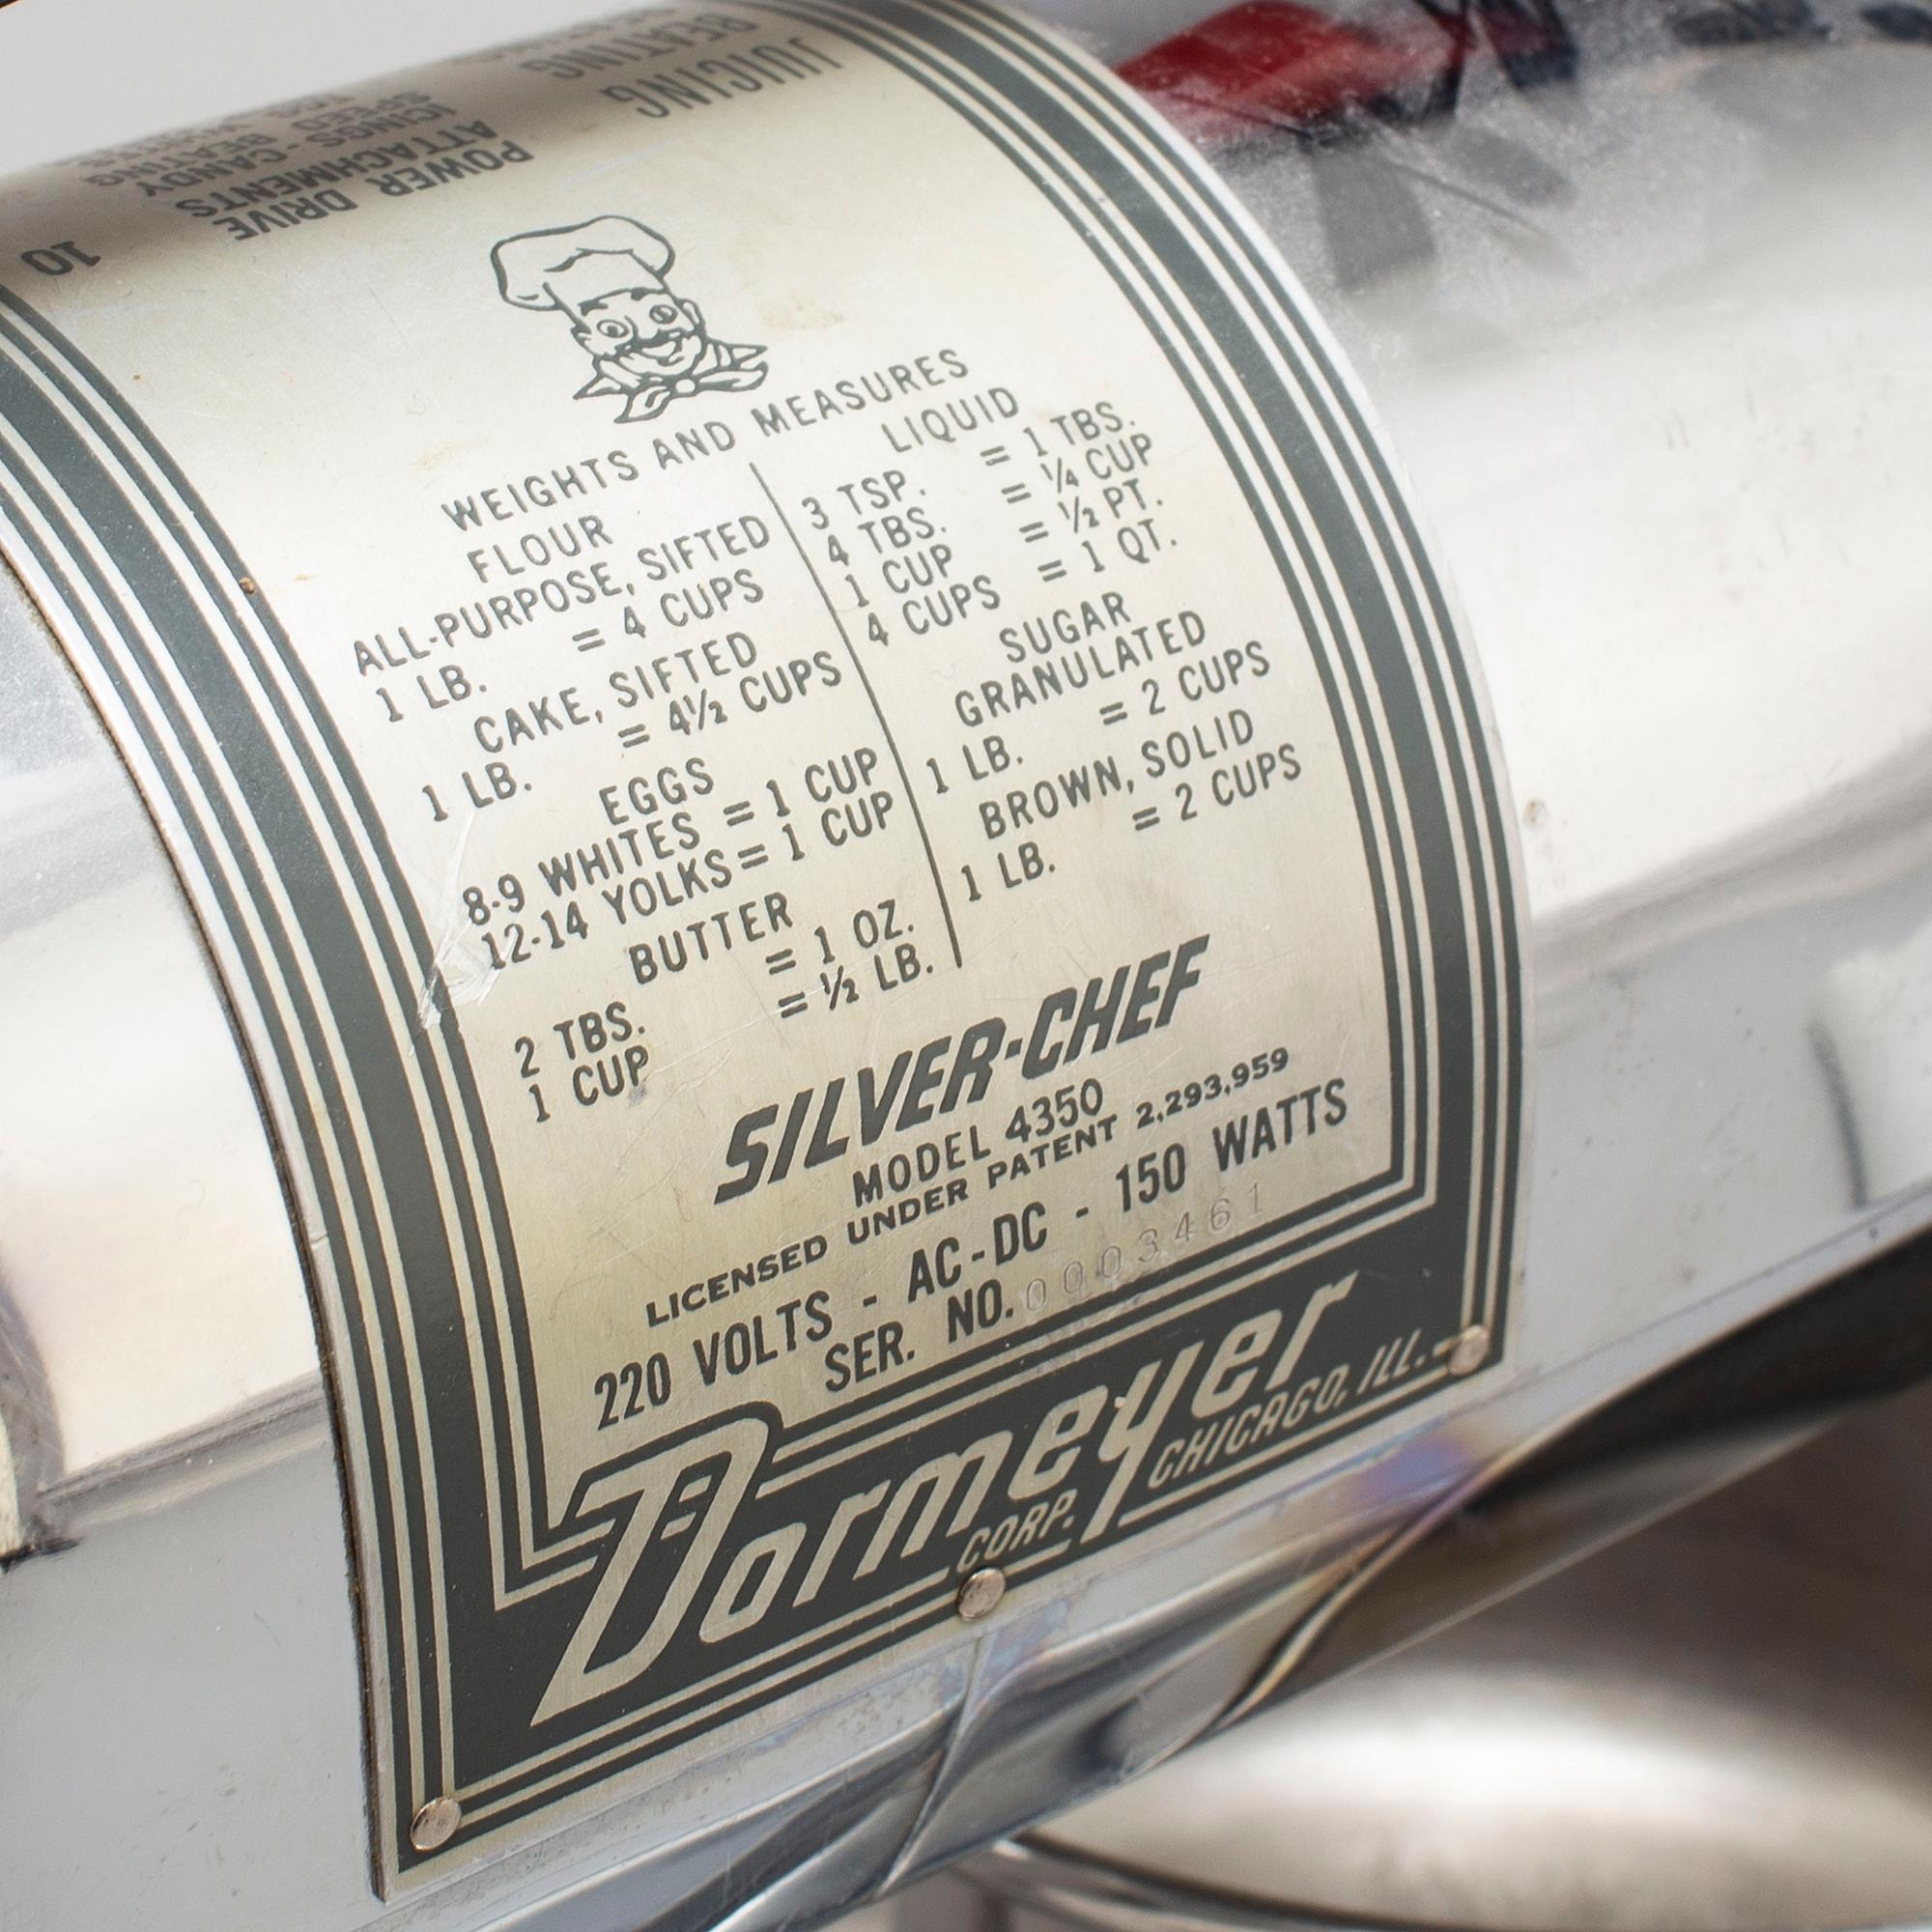 JUICING
BEATING
POWER DRIVE
ATTACHMENTS
ICINGS-CANDY
SPEED BEATING
10
WEIGHTS AND MEASURES
FLOUR
ALL-PURPOSE, SIFTED
1 LB. = 4 CUPS
CAKE, SIFTED
1 LB. = 4½ CUPS
EGGS
8-9 WHITES = 1 CUP
12-14 YOLKS = 1 CUP
BUTTER
2 TBS. = 1 OZ.
1 CUP = ½ LB.
LIQUID
3 TSP. = 1 TBS.
4 TBS. = ¼ CUP
1 CUP = ½ PT.
4 CUPS = 1 QT.
SUGAR
GRANULATED
1 LB. = 2 CUPS
BROWN, SOLID
1 LB. = 2 CUPS
SILVER-CHEF
MODEL 4350
LICENSED UNDER PATENT 2,293,959
220 VOLTS - AC-DC - 150 WATTS
SER. NO. 0003461
Dormeyer
CORP. CHICAGO, ILL.